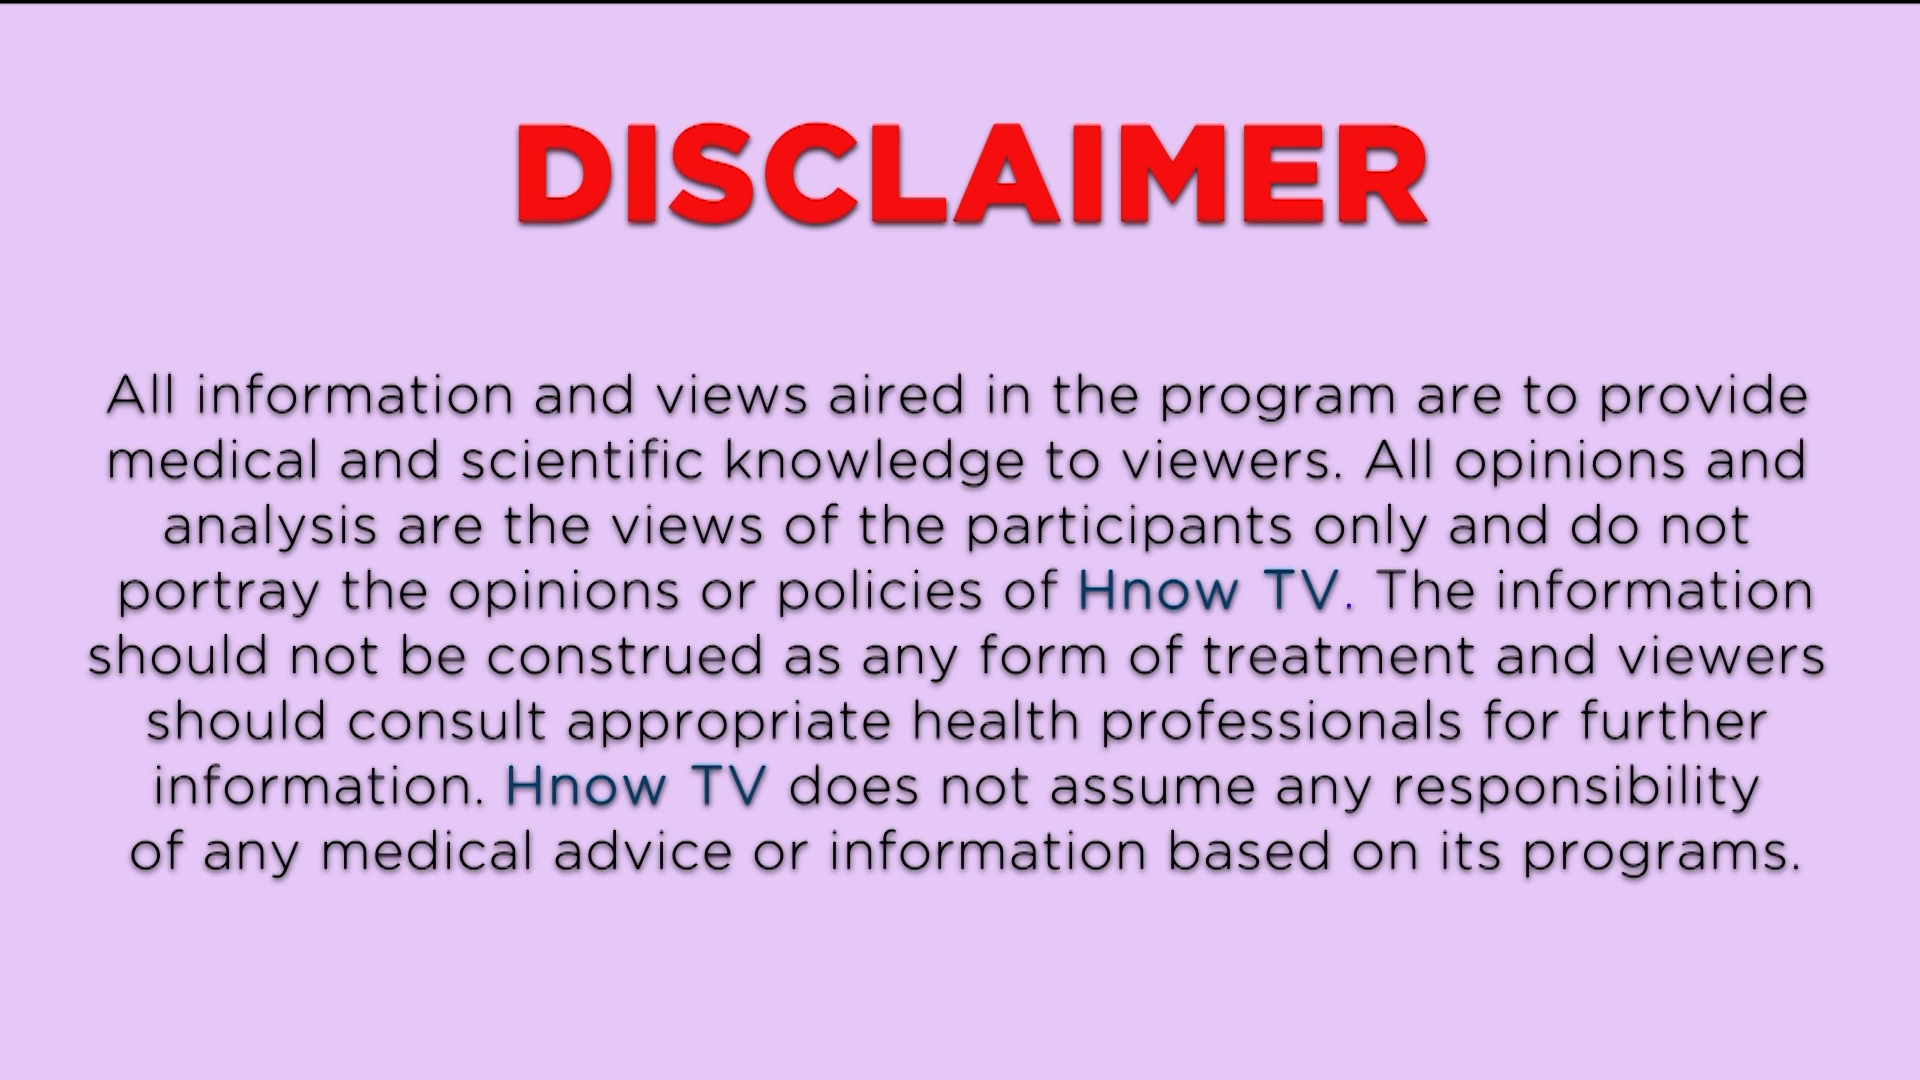 DISCLAIMER
All information and views aired in the program are to provide
medical and scientific knowledge to viewers. All opinions and
analysis are the views of the participants only and do not
portray the opinions or policies of Hnow TV. The information
should not be construed as any form of treatment and viewers
should consult appropriate health professionals for further
information. Hnow TV does not assume any responsibility
of any medical advice or information based on its programs.